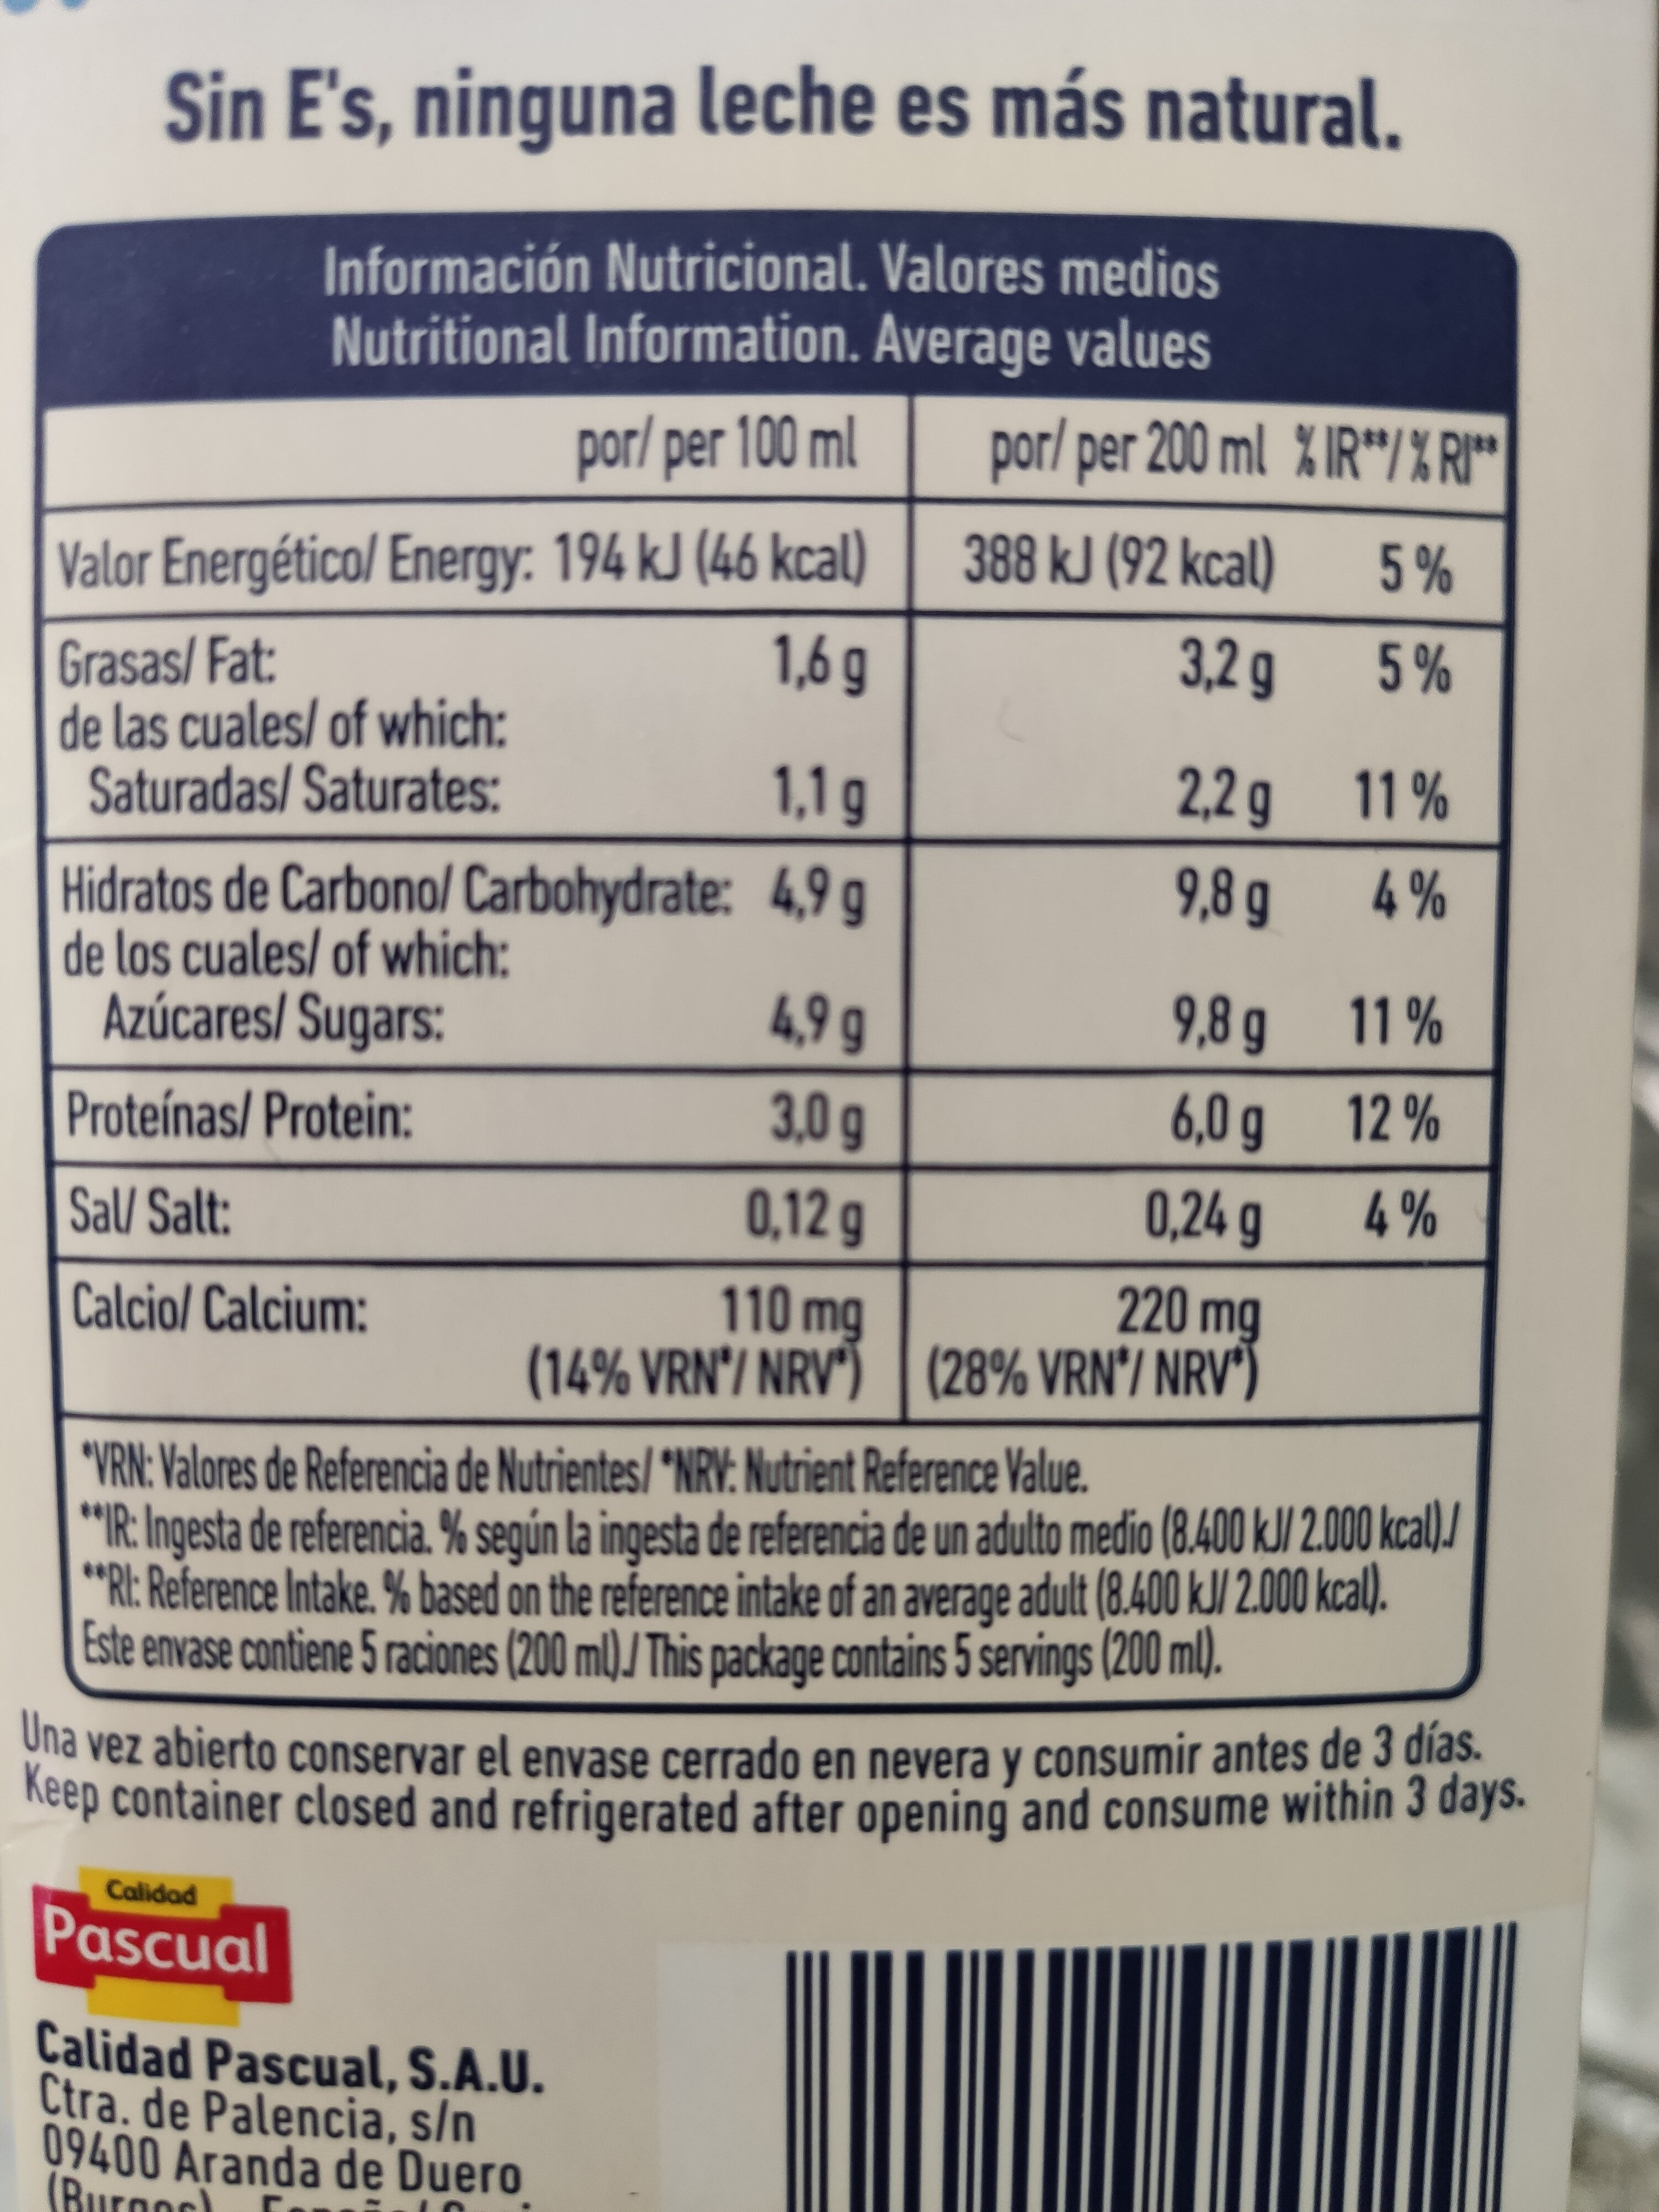 Sin E's, ninguna leche es más natural.
Información Nutricional. Valores medios
Nutritional Information. Average values
por/ per 100 ml por/ per 200 ml % IR**/ % RI**
Valor Energético/ Energy: 194 kJ (46 kcal) 388 kJ (92 kcal) 5 %
Grasas/ Fat: 1,6 g 3,2 g 5 %
de las cuales/ of which:
Saturadas/ Saturates: 1,1 g 2,2 g 11 %
Hidratos de Carbono/ Carbohydrate: 4,9 g 9,8 g 4 %
de los cuales/ of which:
Azúcares/ Sugars: 4,9 g 9,8 g 11 %
Proteínas/ Protein: 3,0 g 6,0 g 12 %
Sal/ Salt: 0,12 g 0,24 g 4 %
Calcio/ Calcium: 110 mg 220 mg
(14% VRN*/ NRV*) (28% VRN*/ NRV*)
*VRN: Valores de Referencia de Nutrientes/ *NRV: Nutrient Reference Value.
**IR: Ingesta de referencia. % según la ingesta de referencia de un adulto medio (8.400 kJ/ 2.000 kcal)./
**RI: Reference Intake. % based on the reference intake of an average adult (8.400 kJ/ 2.000 kcal).
Este envase contiene 5 raciones (200 ml)./ This package contains 5 servings (200 ml).
Una vez abierto conservar el envase cerrado en nevera y consumir antes de 3 días.
Keep container closed and refrigerated after opening and consume within 3 days.
Calidad
Pascual
Calidad Pascual, S.A.U.
Ctra. de Palencia, s/n
09400 Aranda de Duero
(Burgos)